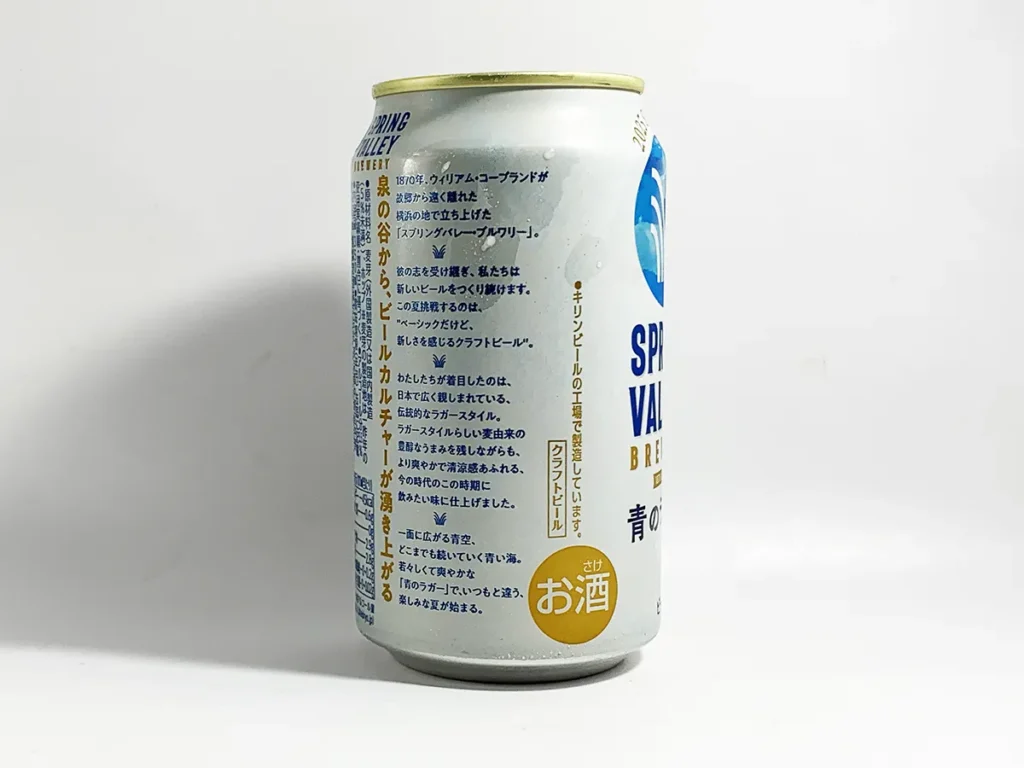 SPRING
VALLEY
BREWERY
泉の谷から、ビールカルチャーが湧き上がる
1870年、ウィリアム・コープランドが
故郷から遠く離れた
横浜の地で立ち上げた
「スプリングバレー・ブルワリー」。
彼の志を受け継ぎ、私たちは
新しいビールをつくり続けます。
この夏挑戦するのは、
"ベーシックだけど、
新しさを感じるクラフトビール"。
わたしたちが着目したのは、
日本で広く親しまれている、
伝統的なラガースタイル。
ラガースタイルらしい麦由来の
豊醇なうまみを残しながらも、
より爽やかで清涼感あふれる、
今の時代のこの時期に
飲みたい味に仕上げました。
一面に広がる青空、
どこまでも続いていく青い海。
若々しくて爽やかな
「青のラガー」で、いつもと違う、
楽しみな夏が始まる。
●キリンビールの工場で製造しています。
クラフトビール
さけ
お酒
●原材料名 麦芽(外国製造又は国内製造
SPR
VAL
BRE
青の